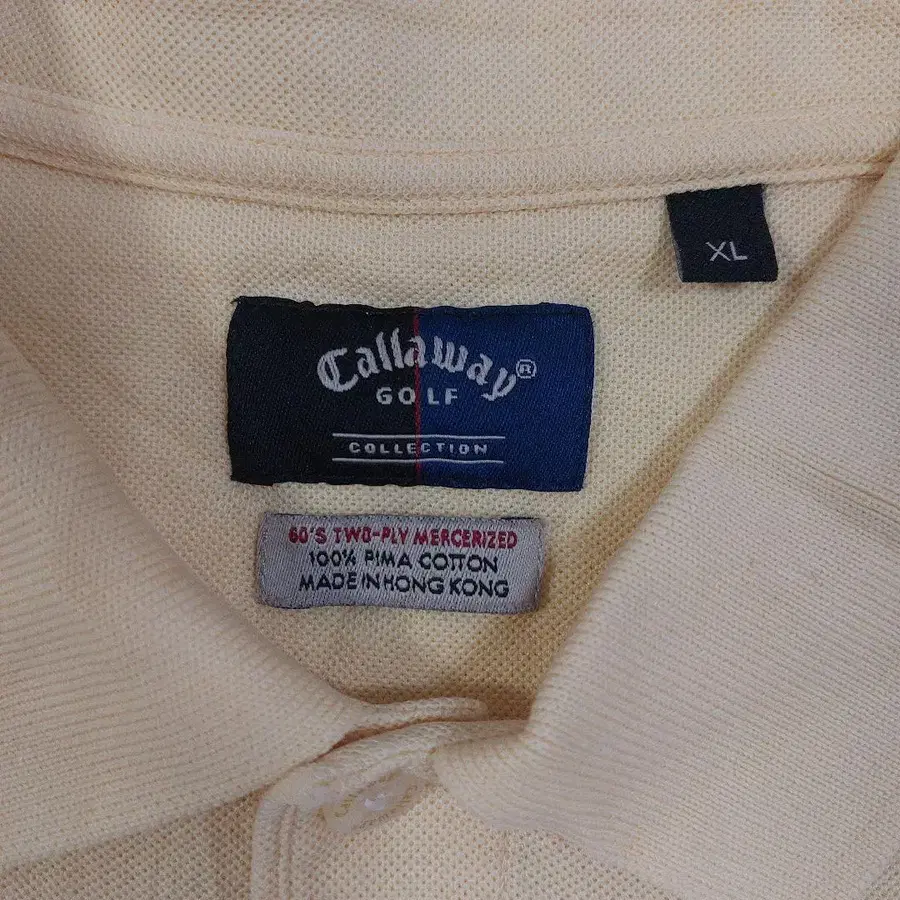 XL
Callaway®
GOLF
COLLECTION
60'S TWO-PLY MERCERIZED
100% PIMA COTTON
MADE IN HONG KONG